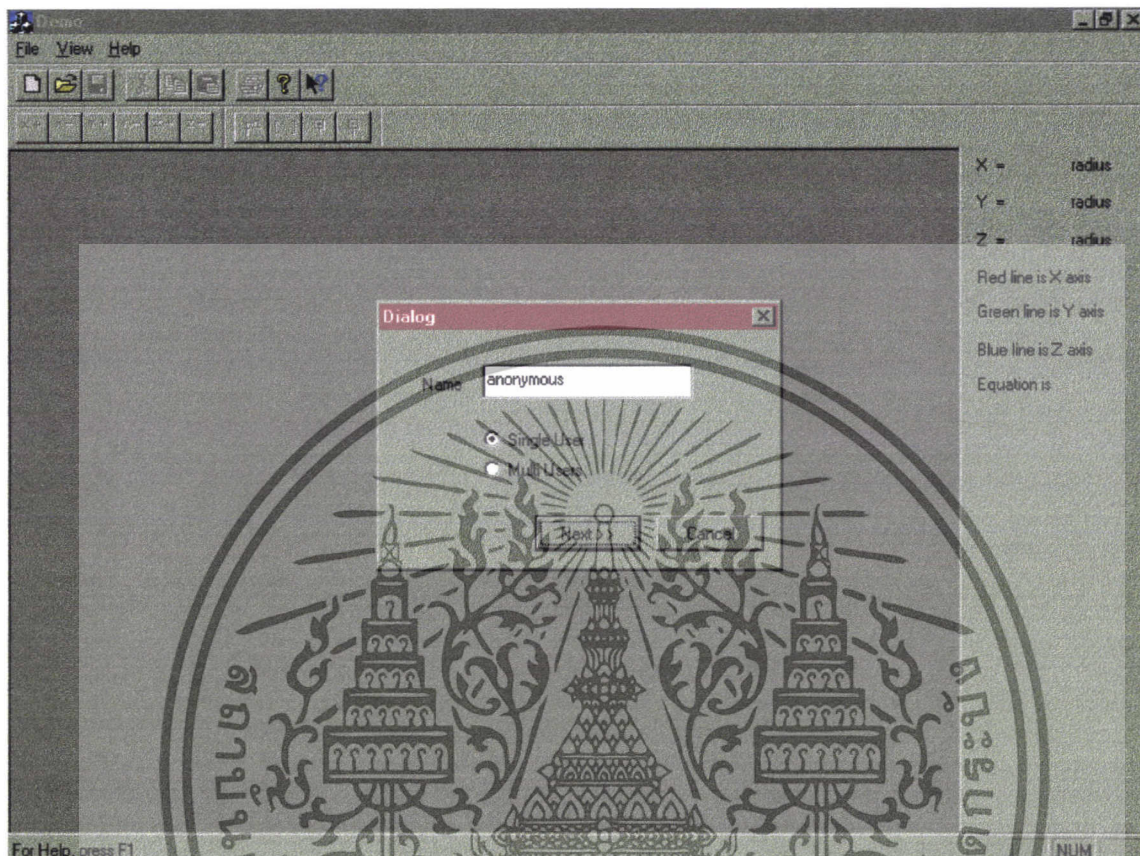 Demo
File View Help
X = radius
Y = radius
Z = radius
Red line is X axis
Green line is Y axis
Blue line is Z axis
Equation is
Dialog
Name anonymous
Single User
Multi Users
Next >>
Cancel
For Help, press F1
NUM